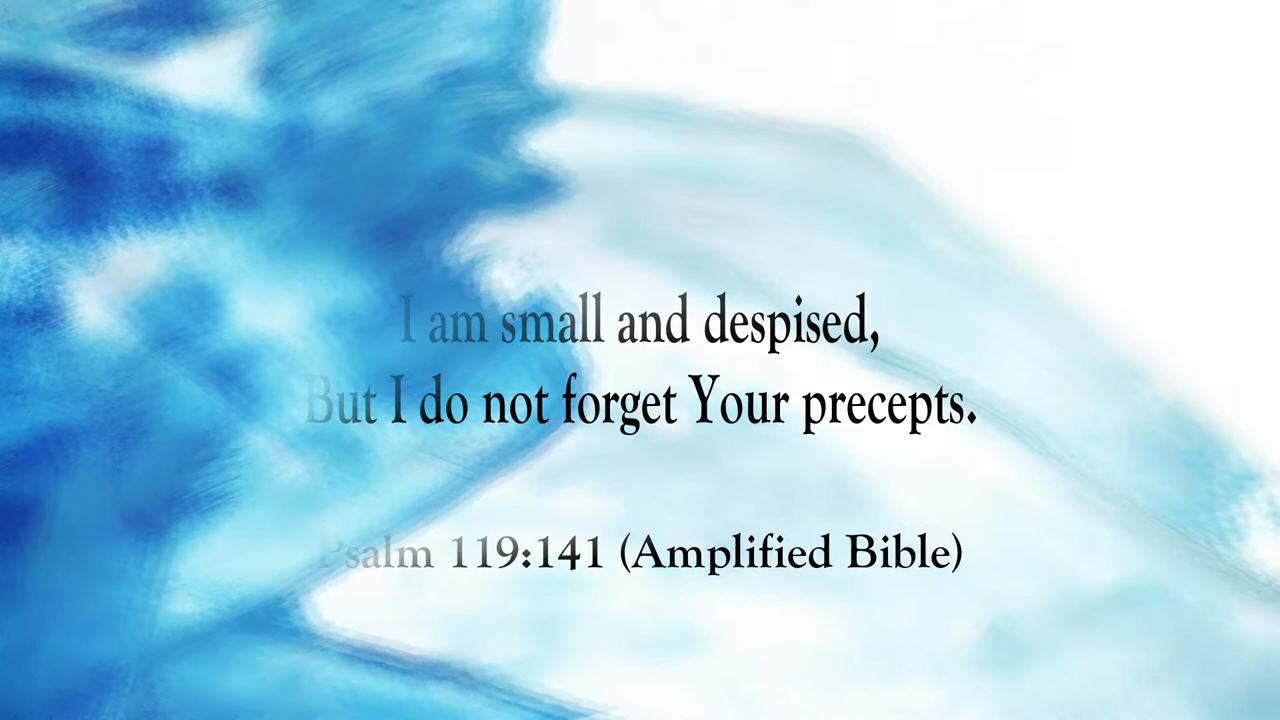 I am small and despised,
But I do not forget Your precepts.
Psalm 119:141 (Amplified Bible)